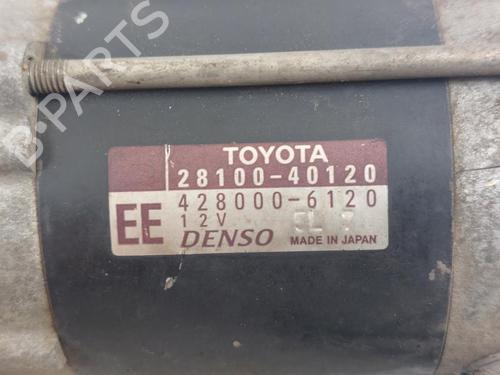 B-PARTS
TOYOTA
28100-40120
EE 428000-6120
12V
DENSO MADE IN JAPAN